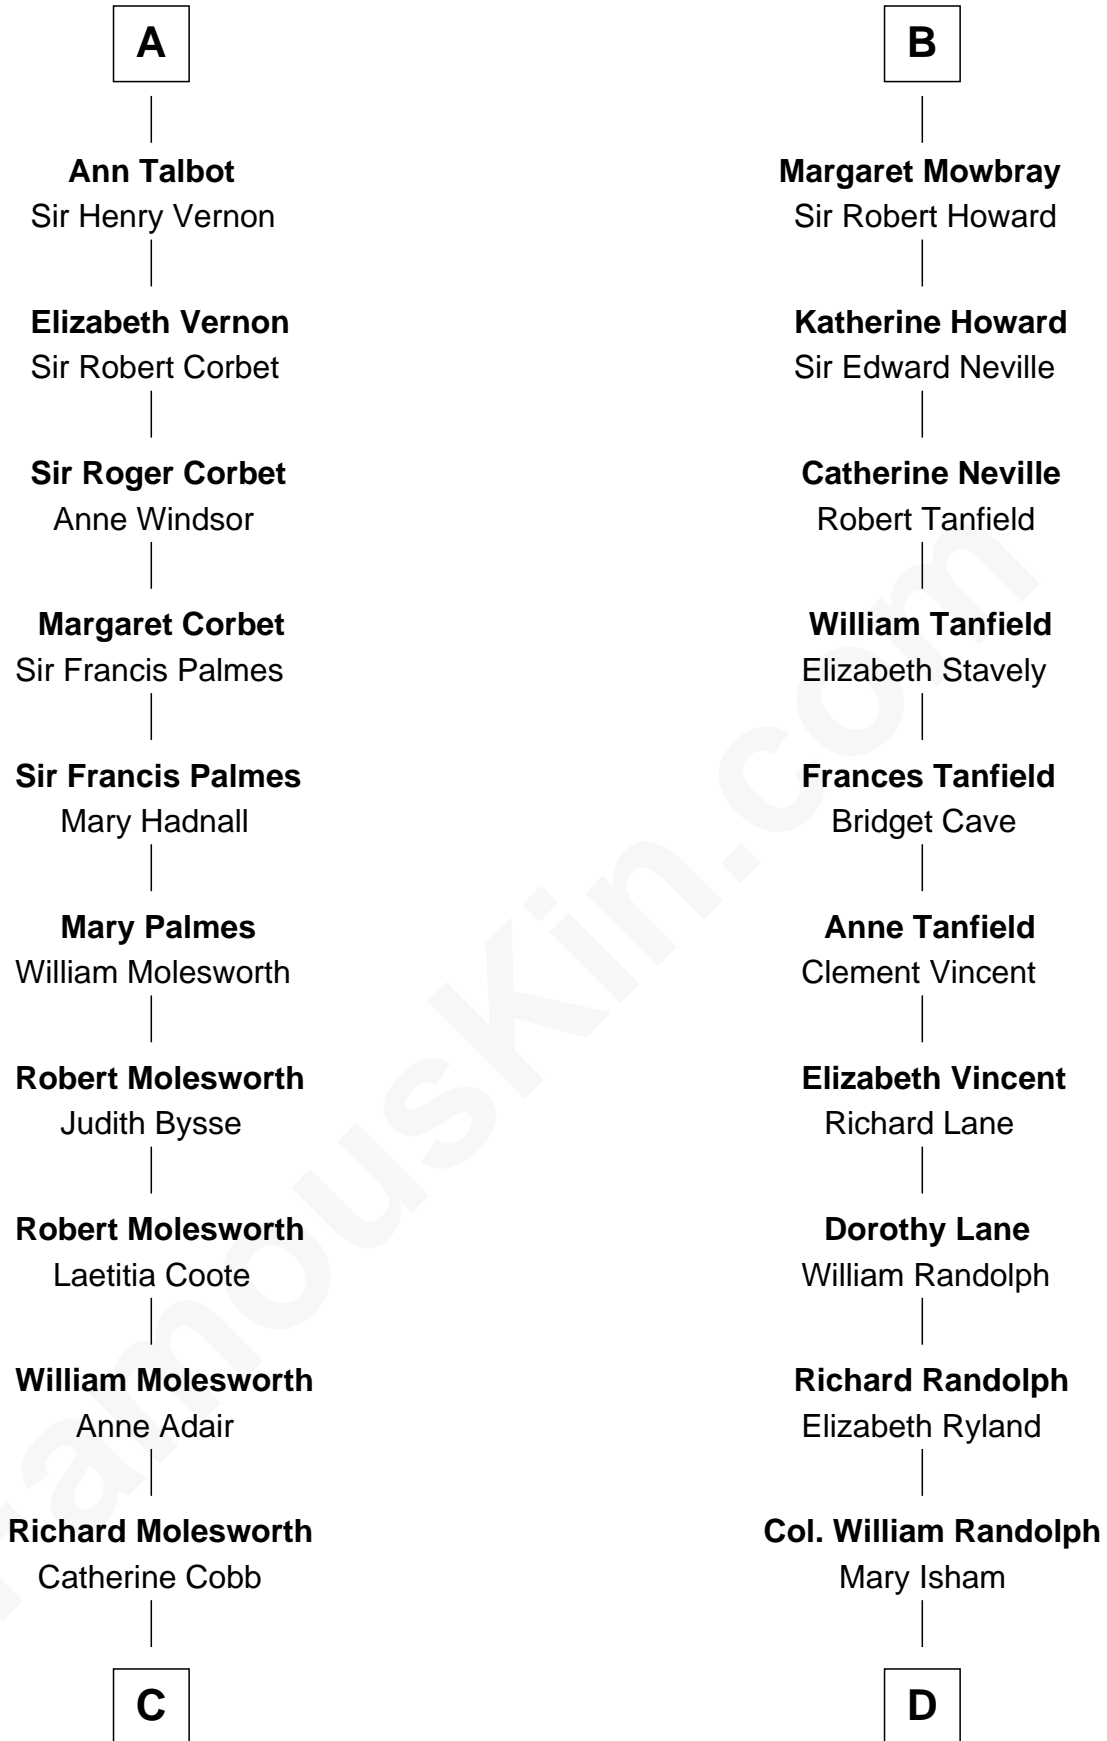 A
Ann Talbot
Sir Henry Vernon
Elizabeth Vernon
Sir Robert Corbet
Sir Roger Corbet
Anne Windsor
Margaret Corbet
Sir Francis Palmes
Sir Francis Palmes
Mary Hadnall
Mary Palmes
William Molesworth
Robert Molesworth
Judith Bysse
Robert Molesworth
Laetitia Coote
William Molesworth
Anne Adair
Richard Molesworth
Catherine Cobb
C
B
Margaret Mowbray
Sir Robert Howard
Katherine Howard
Sir Edward Neville
Catherine Neville
Robert Tanfield
William Tanfield
Elizabeth Stavely
Frances Tanfield
Bridget Cave
Anne Tanfield
Clement Vincent
Elizabeth Vincent
Richard Lane
Dorothy Lane
William Randolph
Richard Randolph
Elizabeth Ryland
Col. William Randolph
Mary Isham
D
FamousKin.com